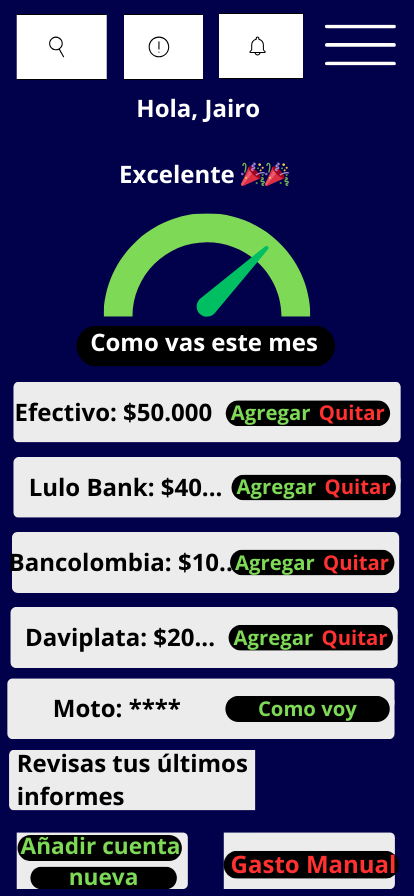 Hola, Jairo
Excelente 🎉🎉
Como vas este mes
Efectivo: $50.000 Agregar Quitar
Lulo Bank: $40... Agregar Quitar
Bancolombia: $10.. Agregar Quitar
Daviplata: $20... Agregar Quitar
Moto: **** Como voy
Revisas tus últimos
informes
Añadir cuenta
nueva
Gasto Manual